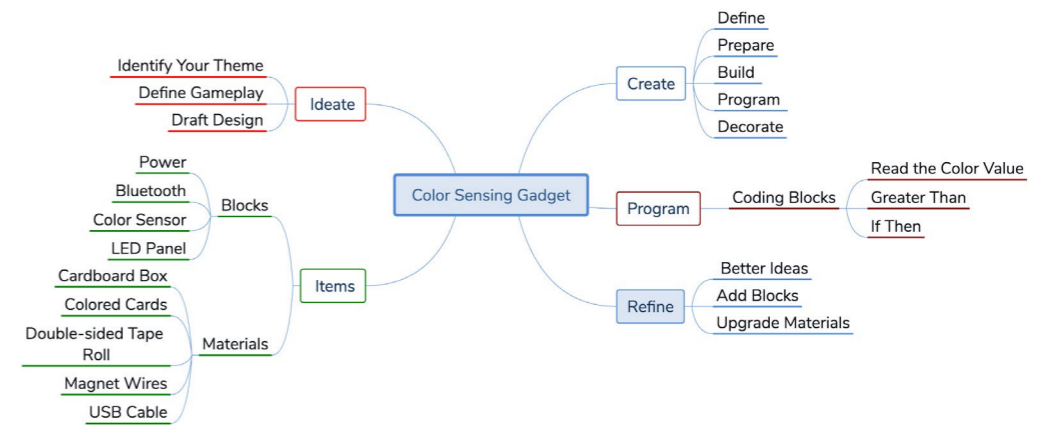 Color Sensing Gadget
Ideate
Identify Your Theme
Define Gameplay
Draft Design
Items
Blocks
Power
Bluetooth
Color Sensor
LED Panel
Materials
Cardboard Box
Colored Cards
Double-sided Tape
Roll
Magnet Wires
USB Cable
Create
Define
Prepare
Build
Program
Decorate
Program
Coding Blocks
Read the Color Value
Greater Than
If Then
Refine
Better Ideas
Add Blocks
Upgrade Materials